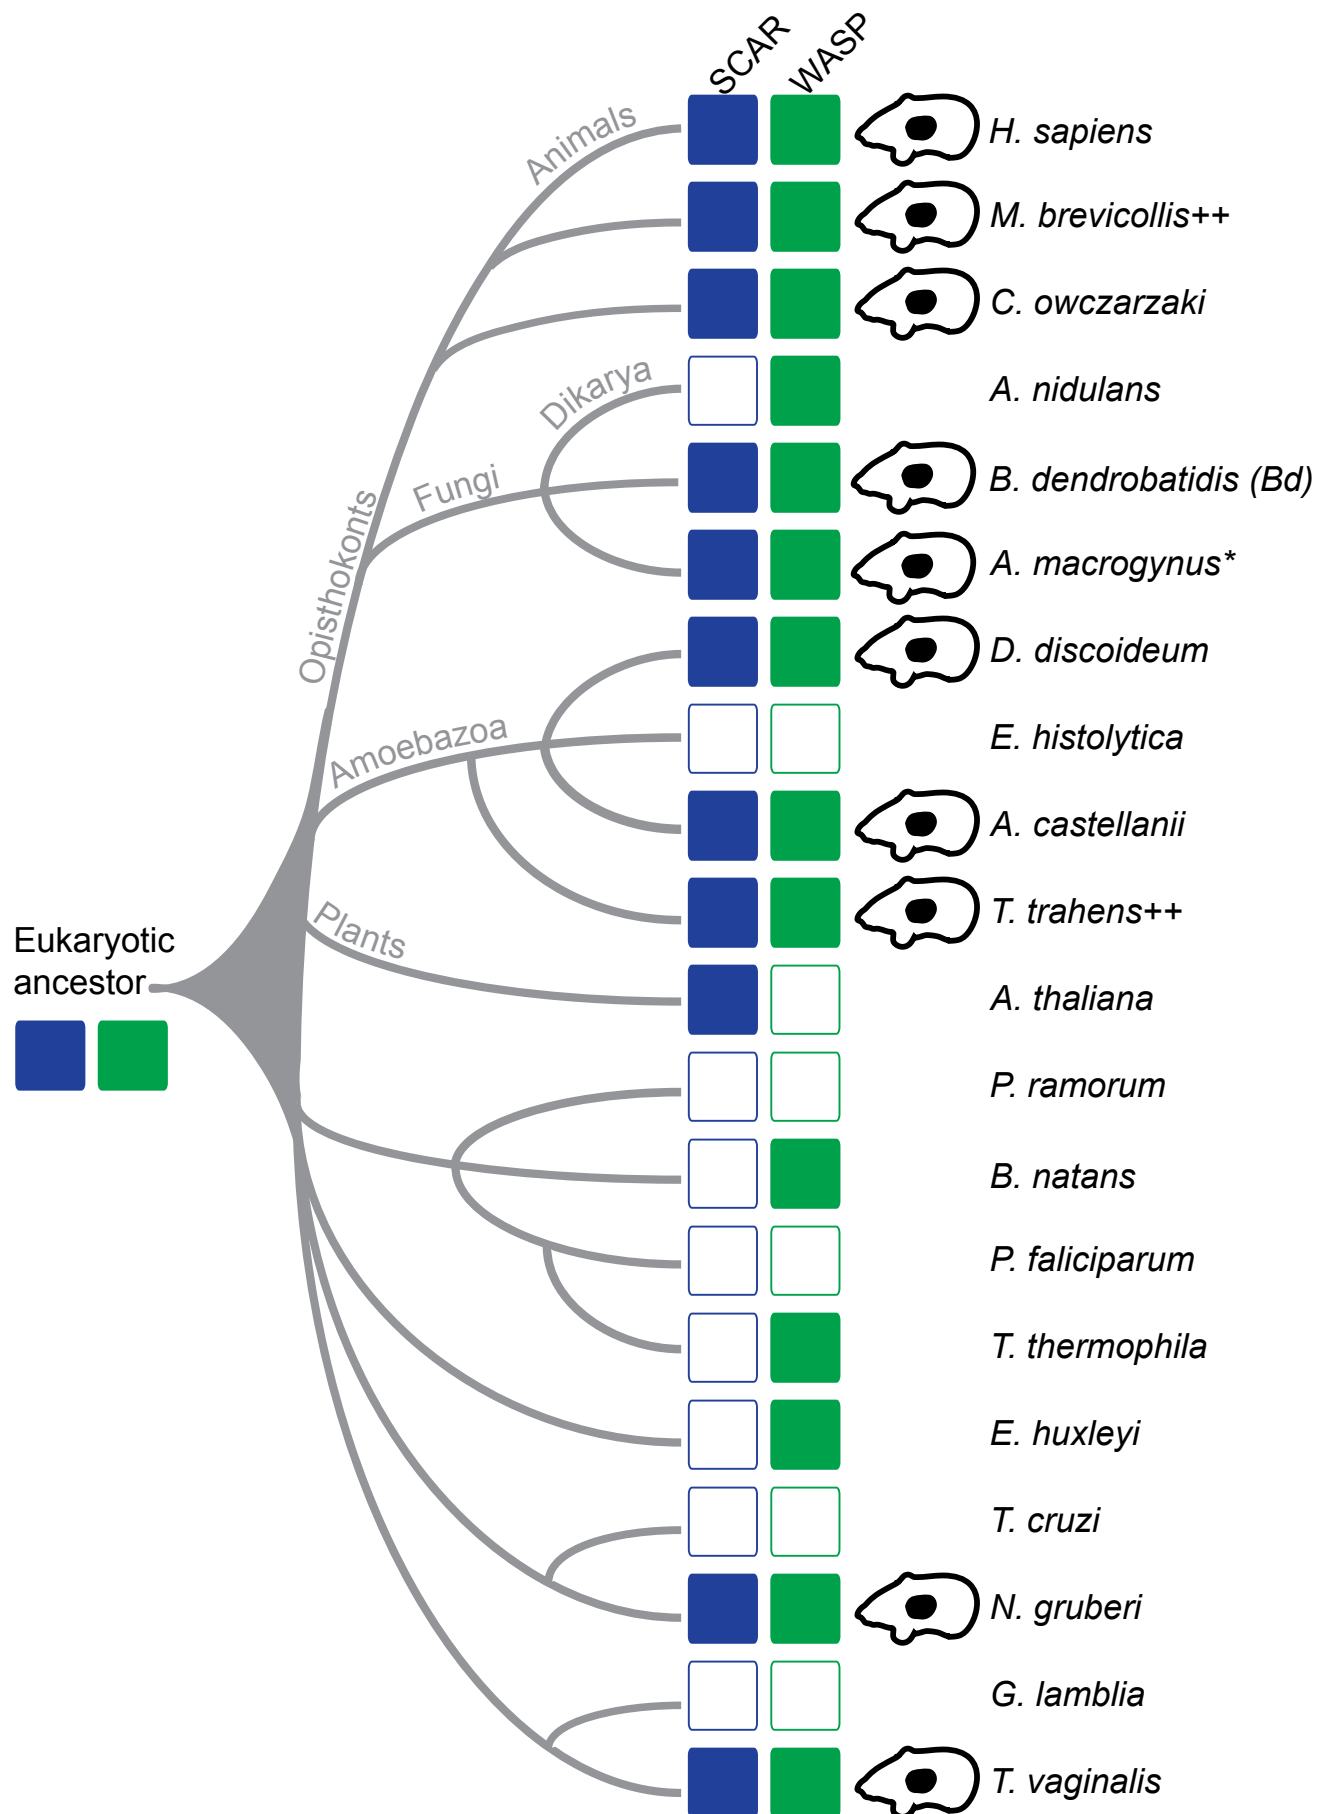 SCAR
WASP
Animals
H. sapiens
M. brevicollis++
C. owczarzaki
Dikarya
A. nidulans
Fungi
B. dendrobatidis (Bd)
Opisthokonts
A. macrogynus*
D. discoideum
Amoebazoa
E. histolytica
A. castellanii
Plants
T. trahens++
Eukaryotic
ancestor
A. thaliana
P. ramorum
B. natans
P. faliciparum
T. thermophila
E. huxleyi
T. cruzi
N. gruberi
G. lamblia
T. vaginalis